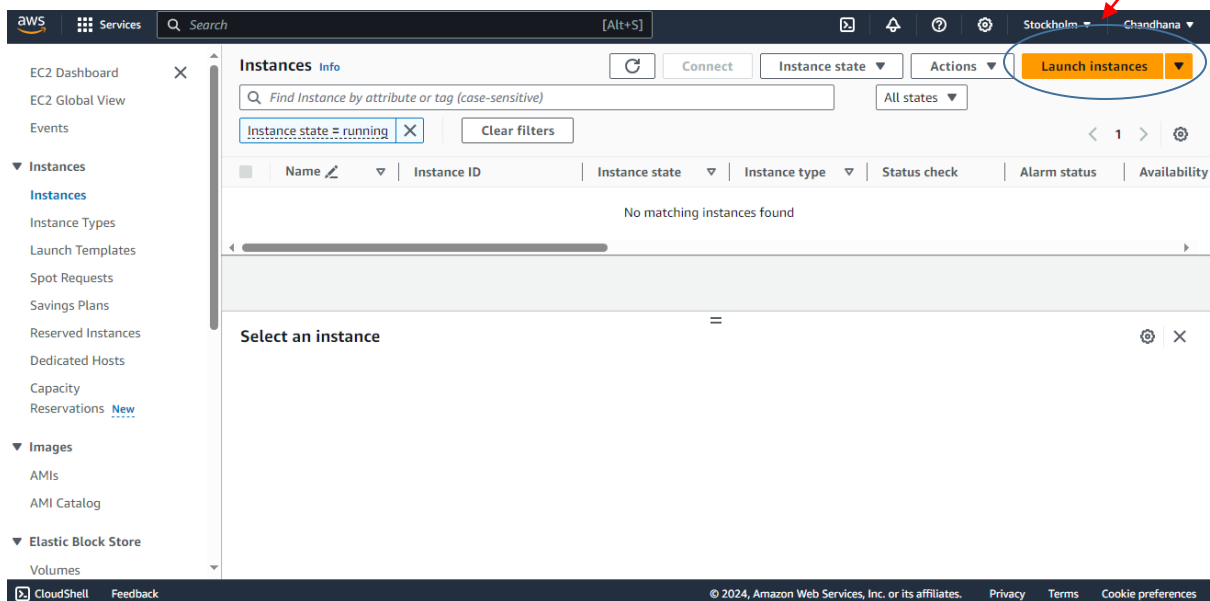 aws Services Search [Alt+S] Stockholm Chandhana
EC2 Dashboard
EC2 Global View
Events
Instances
Instances
Instance Types
Launch Templates
Spot Requests
Savings Plans
Reserved Instances
Dedicated Hosts
Capacity
Reservations New
Images
AMIs
AMI Catalog
Elastic Block Store
Volumes
Instances Info Connect Instance state Actions Launch instances
Find Instance by attribute or tag (case-sensitive) All states
Instance state = running Clear filters 1
Name Instance ID Instance state Instance type Status check Alarm status Availability
No matching instances found
Select an instance
CloudShell Feedback © 2024, Amazon Web Services, Inc. or its affiliates. Privacy Terms Cookie preferences